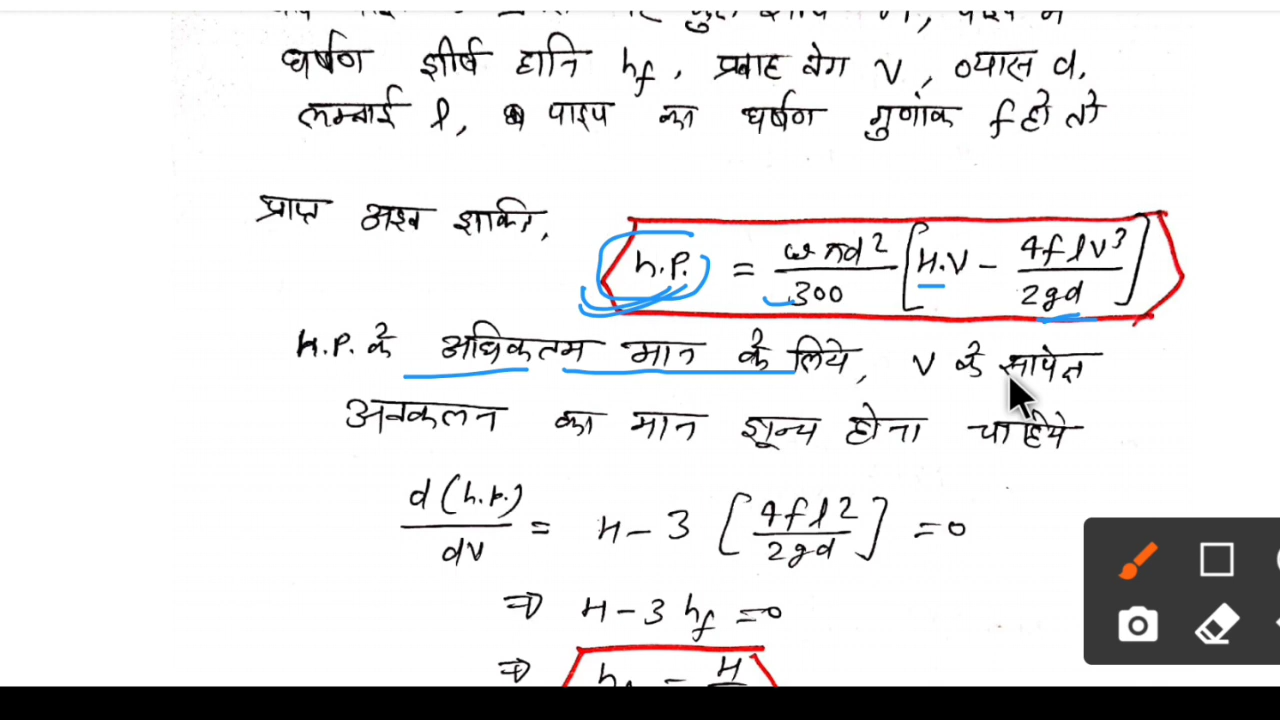 घर्षण शीर्ष हानि hf, प्रवाह वेग V, व्यास d,
लम्बाई l, पाइप का घर्षण गुणांक f हो तो
प्राप्त अश्व शक्ति, h.p. = wπd²/300 [H.V - 4flv³/2gd]
H.P. के अधिकतम मान के लिये, V के सापेक्ष
अवकलन का मान शून्य होना चाहिये
d(h.p.)/dv = H - 3 [4fl2/2gd] = 0
⇒ H - 3 hf = 0
⇒ H